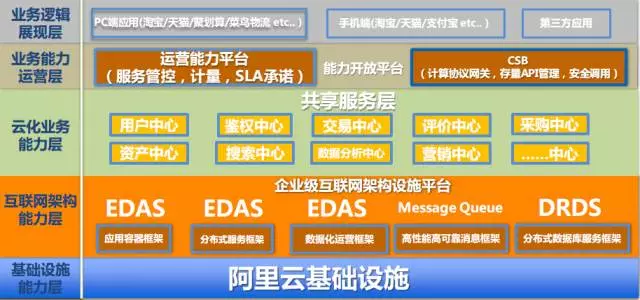 业务逻辑展现层
PC端应用(淘宝/天猫/聚划算/菜鸟物流 etc.. )
手机端(淘宝/天猫/支付宝 etc.. )
第三方应用
业务能力运营层
运营能力平台
（服务管控，计量，SLA承诺）
能力开放平台
CSB
（计算协议网关，存量API管理，安全调用）
云化业务能力层
共享服务层
用户中心
鉴权中心
交易中心
评价中心
采购中心
资产中心
搜索中心
数据分析中心
营销中心
……中心
互联网架构能力层
企业级互联网架构设施平台
EDAS
EDAS
EDAS
Message Queue
DRDS
应用容器框架
分布式服务框架
数据化运营框架
高性能高可靠消息框架
分布式数据库服务框架
基础设施能力层
阿里云基础设施